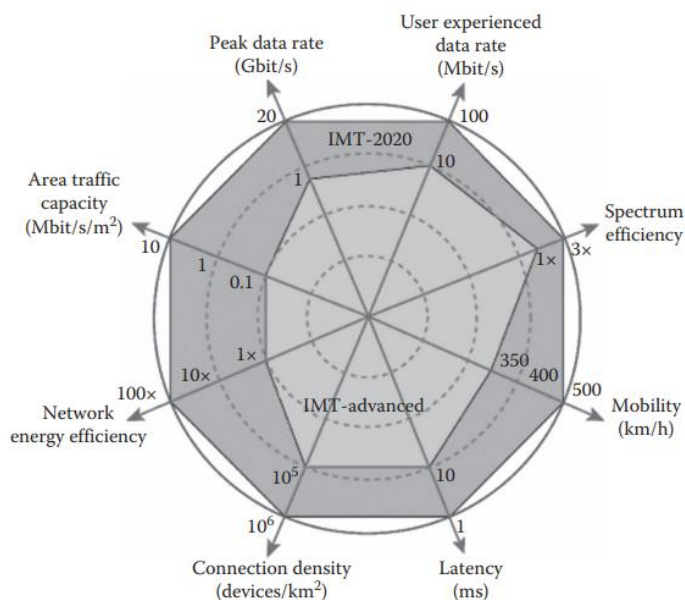 Peak data rate
(Gbit/s)
User experienced
data rate
(Mbit/s)
20
100
IMT-2020
1
10
Area traffic
capacity
(Mbit/s/m²)
Spectrum
efficiency
10
1
0.1
1×
3×
1×
10×
100×
350
400
500
Network
energy efficiency
IMT-advanced
Mobility
(km/h)
10⁵
10
10⁶
1
Connection density
(devices/km²)
Latency
(ms)